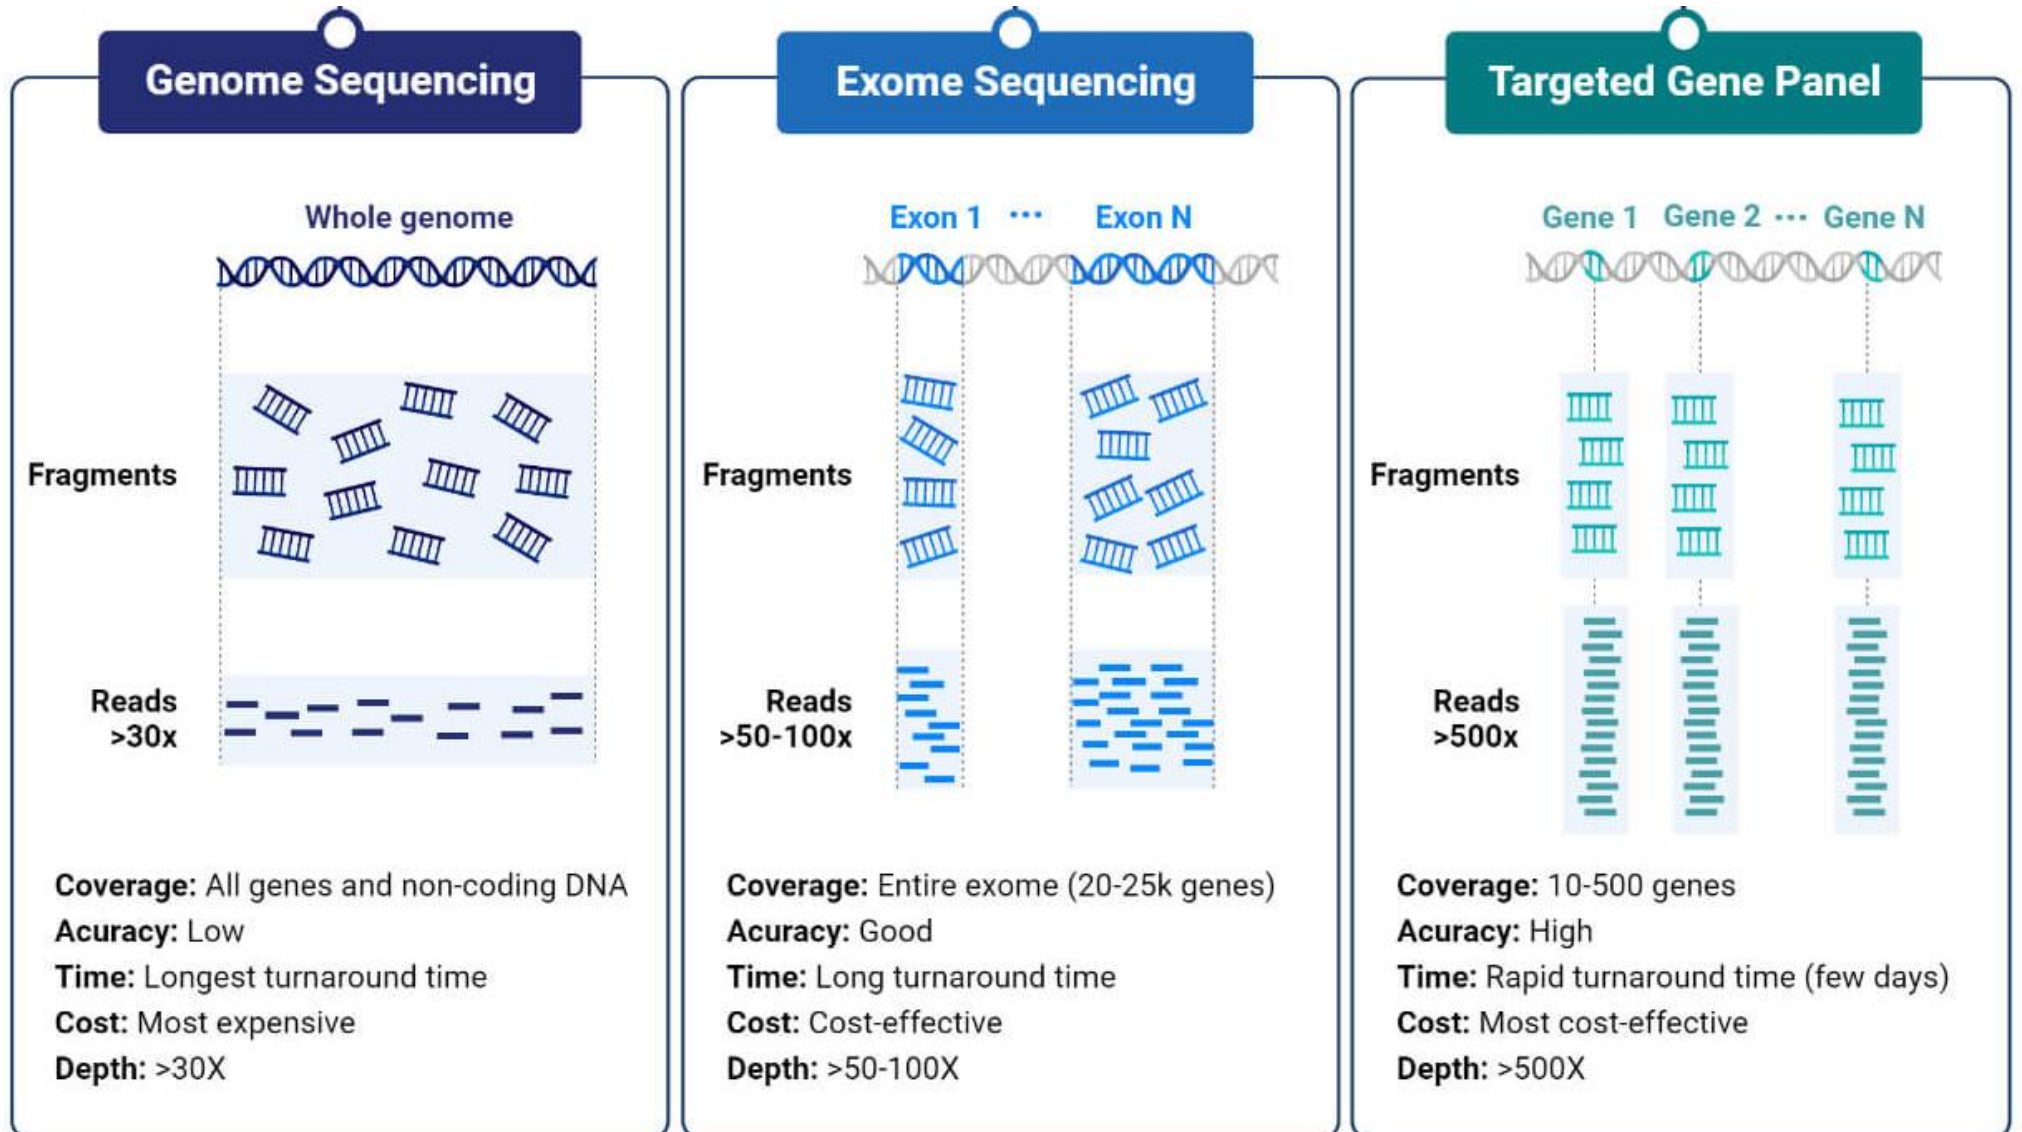 Genome Sequencing
Whole genome
Fragments
Reads
>30x
Coverage: All genes and non-coding DNA
Acuracy: Low
Time: Longest turnaround time
Cost: Most expensive
Depth: >30X
Exome Sequencing
Exon 1 ... Exon N
Fragments
Reads
>50-100x
Coverage: Entire exome (20-25k genes)
Acuracy: Good
Time: Long turnaround time
Cost: Cost-effective
Depth: >50-100X
Targeted Gene Panel
Gene 1 Gene 2 ... Gene N
Fragments
Reads
>500x
Coverage: 10-500 genes
Acuracy: High
Time: Rapid turnaround time (few days)
Cost: Most cost-effective
Depth: >500X